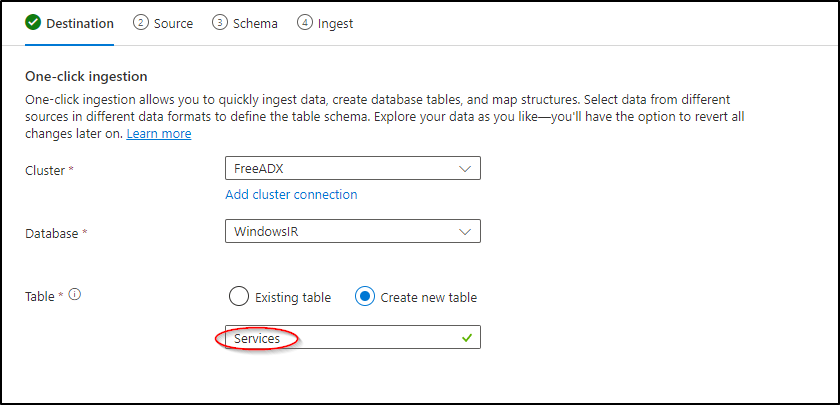 Destination 2 Source 3 Schema 4 Ingest
One-click ingestion
One-click ingestion allows you to quickly ingest data, create database tables, and map structures. Select data from different
sources in different data formats to define the table schema. Explore your data as you like—you'll have the option to revert all
changes later on. Learn more
Cluster * FreeADX
Add cluster connection
Database * WindowsIR
Table * Existing table Create new table
Services